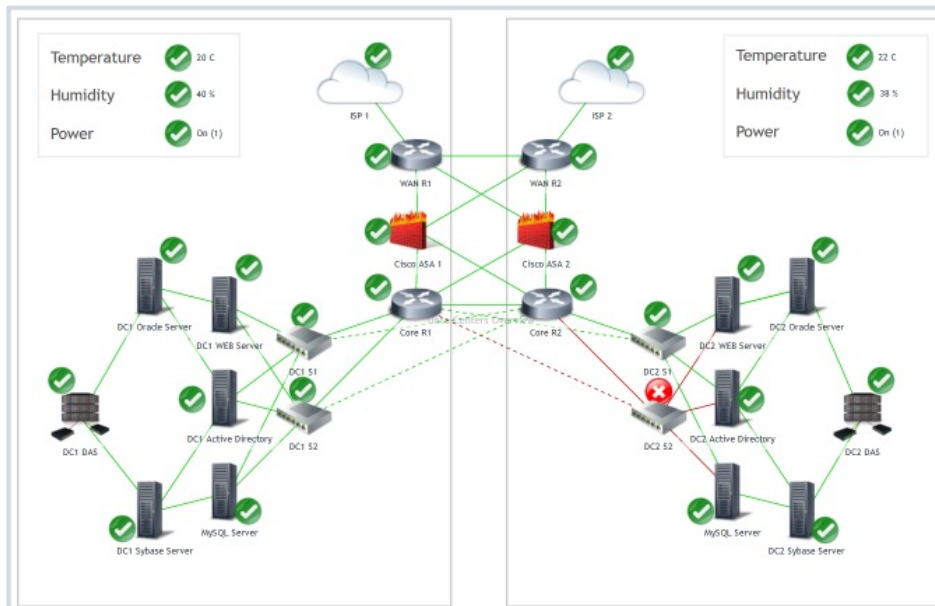 Temperature 20 C
Humidity 40 %
Power On (1)
Temperature 22 C
Humidity 38 %
Power On (1)
ISP 1
ISP 2
WAN R1
WAN R2
Cisco ASA 1
Cisco ASA 2
Core R1
Core R2
DC1 Oracle Server
DC1 WEB Server
DC1 S1
DC1 Active Directory
DC1 S2
DC1 DAS
MySQL Server
DC1 Sybase Server
DC2 Oracle Server
DC2 WEB Server
DC2 S1
DC2 Active Directory
DC2 S2
DC2 DAS
MySQL Server
DC2 Sybase Server